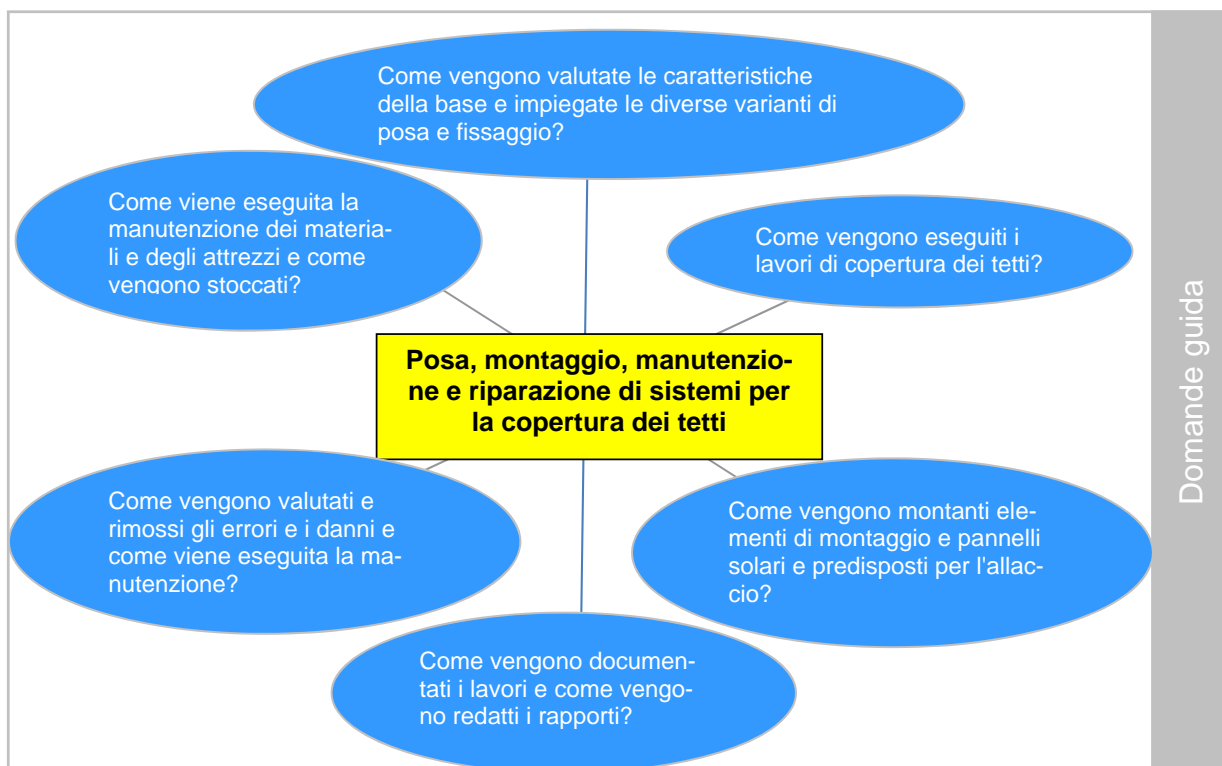 Come vengono valutate le caratteristiche
della base e impiegate le diverse varianti di
posa e fissaggio?
Come viene eseguita la
manutenzione dei materia-
li e degli attrezzi e come
vengono stoccati?
Come vengono eseguiti i
lavori di copertura dei tetti?
Posa, montaggio, manutenzio-
ne e riparazione di sistemi per
la copertura dei tetti
Come vengono valutati e
rimossi gli errori e i danni e
come viene eseguita la ma-
nutenzione?
Come vengono montanti ele-
menti di montaggio e pannelli
solari e predisposti per l'allac-
cio?
Come vengono documen-
tati i lavori e come vengo-
no redatti i rapporti?
Domande guida